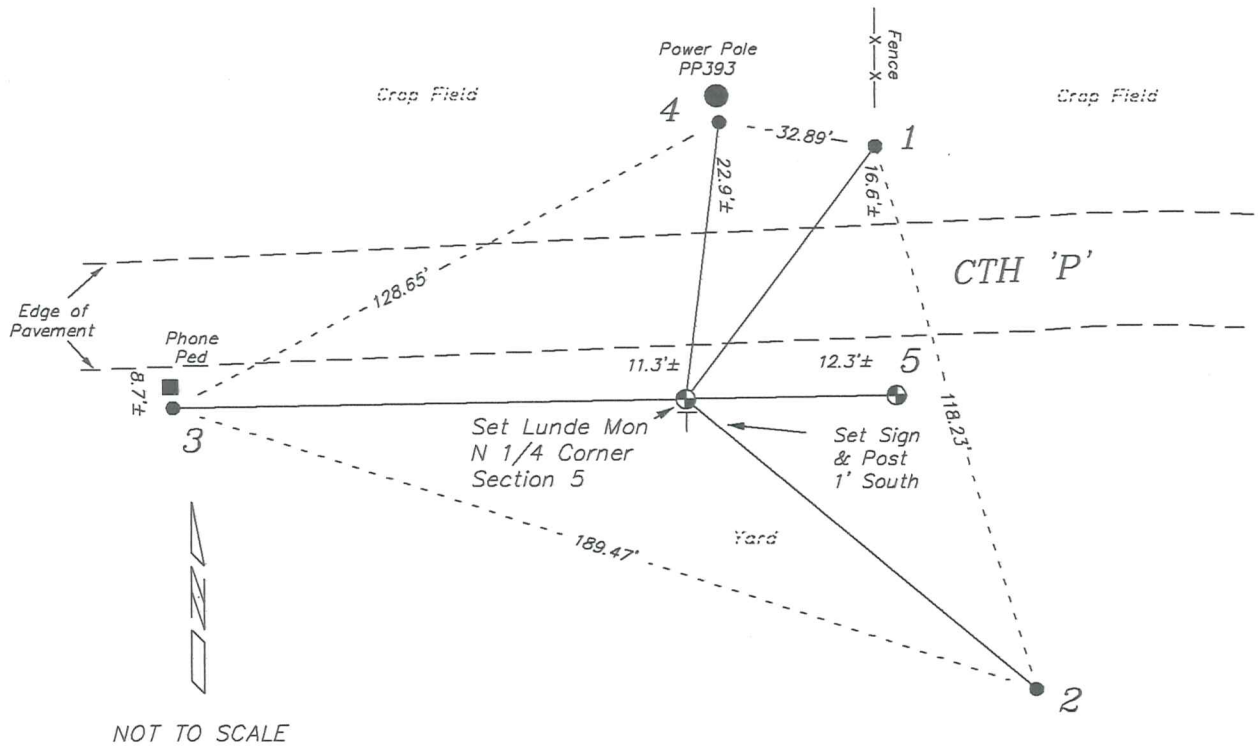 Power Pole
PP393
Fence
Crop Field
Crop Field
4
32.89'
1
22.9'±
16.6'±
CTH 'P'
128.65'
Edge of
Pavement
Phone
Ped
11.3'±
12.3'±
5
8.7'±
118.23'
3
Set Lunde Mon
N 1/4 Corner
Section 5
Set Sign
& Post
1' South
189.47'
Yard
N
2
NOT TO SCALE